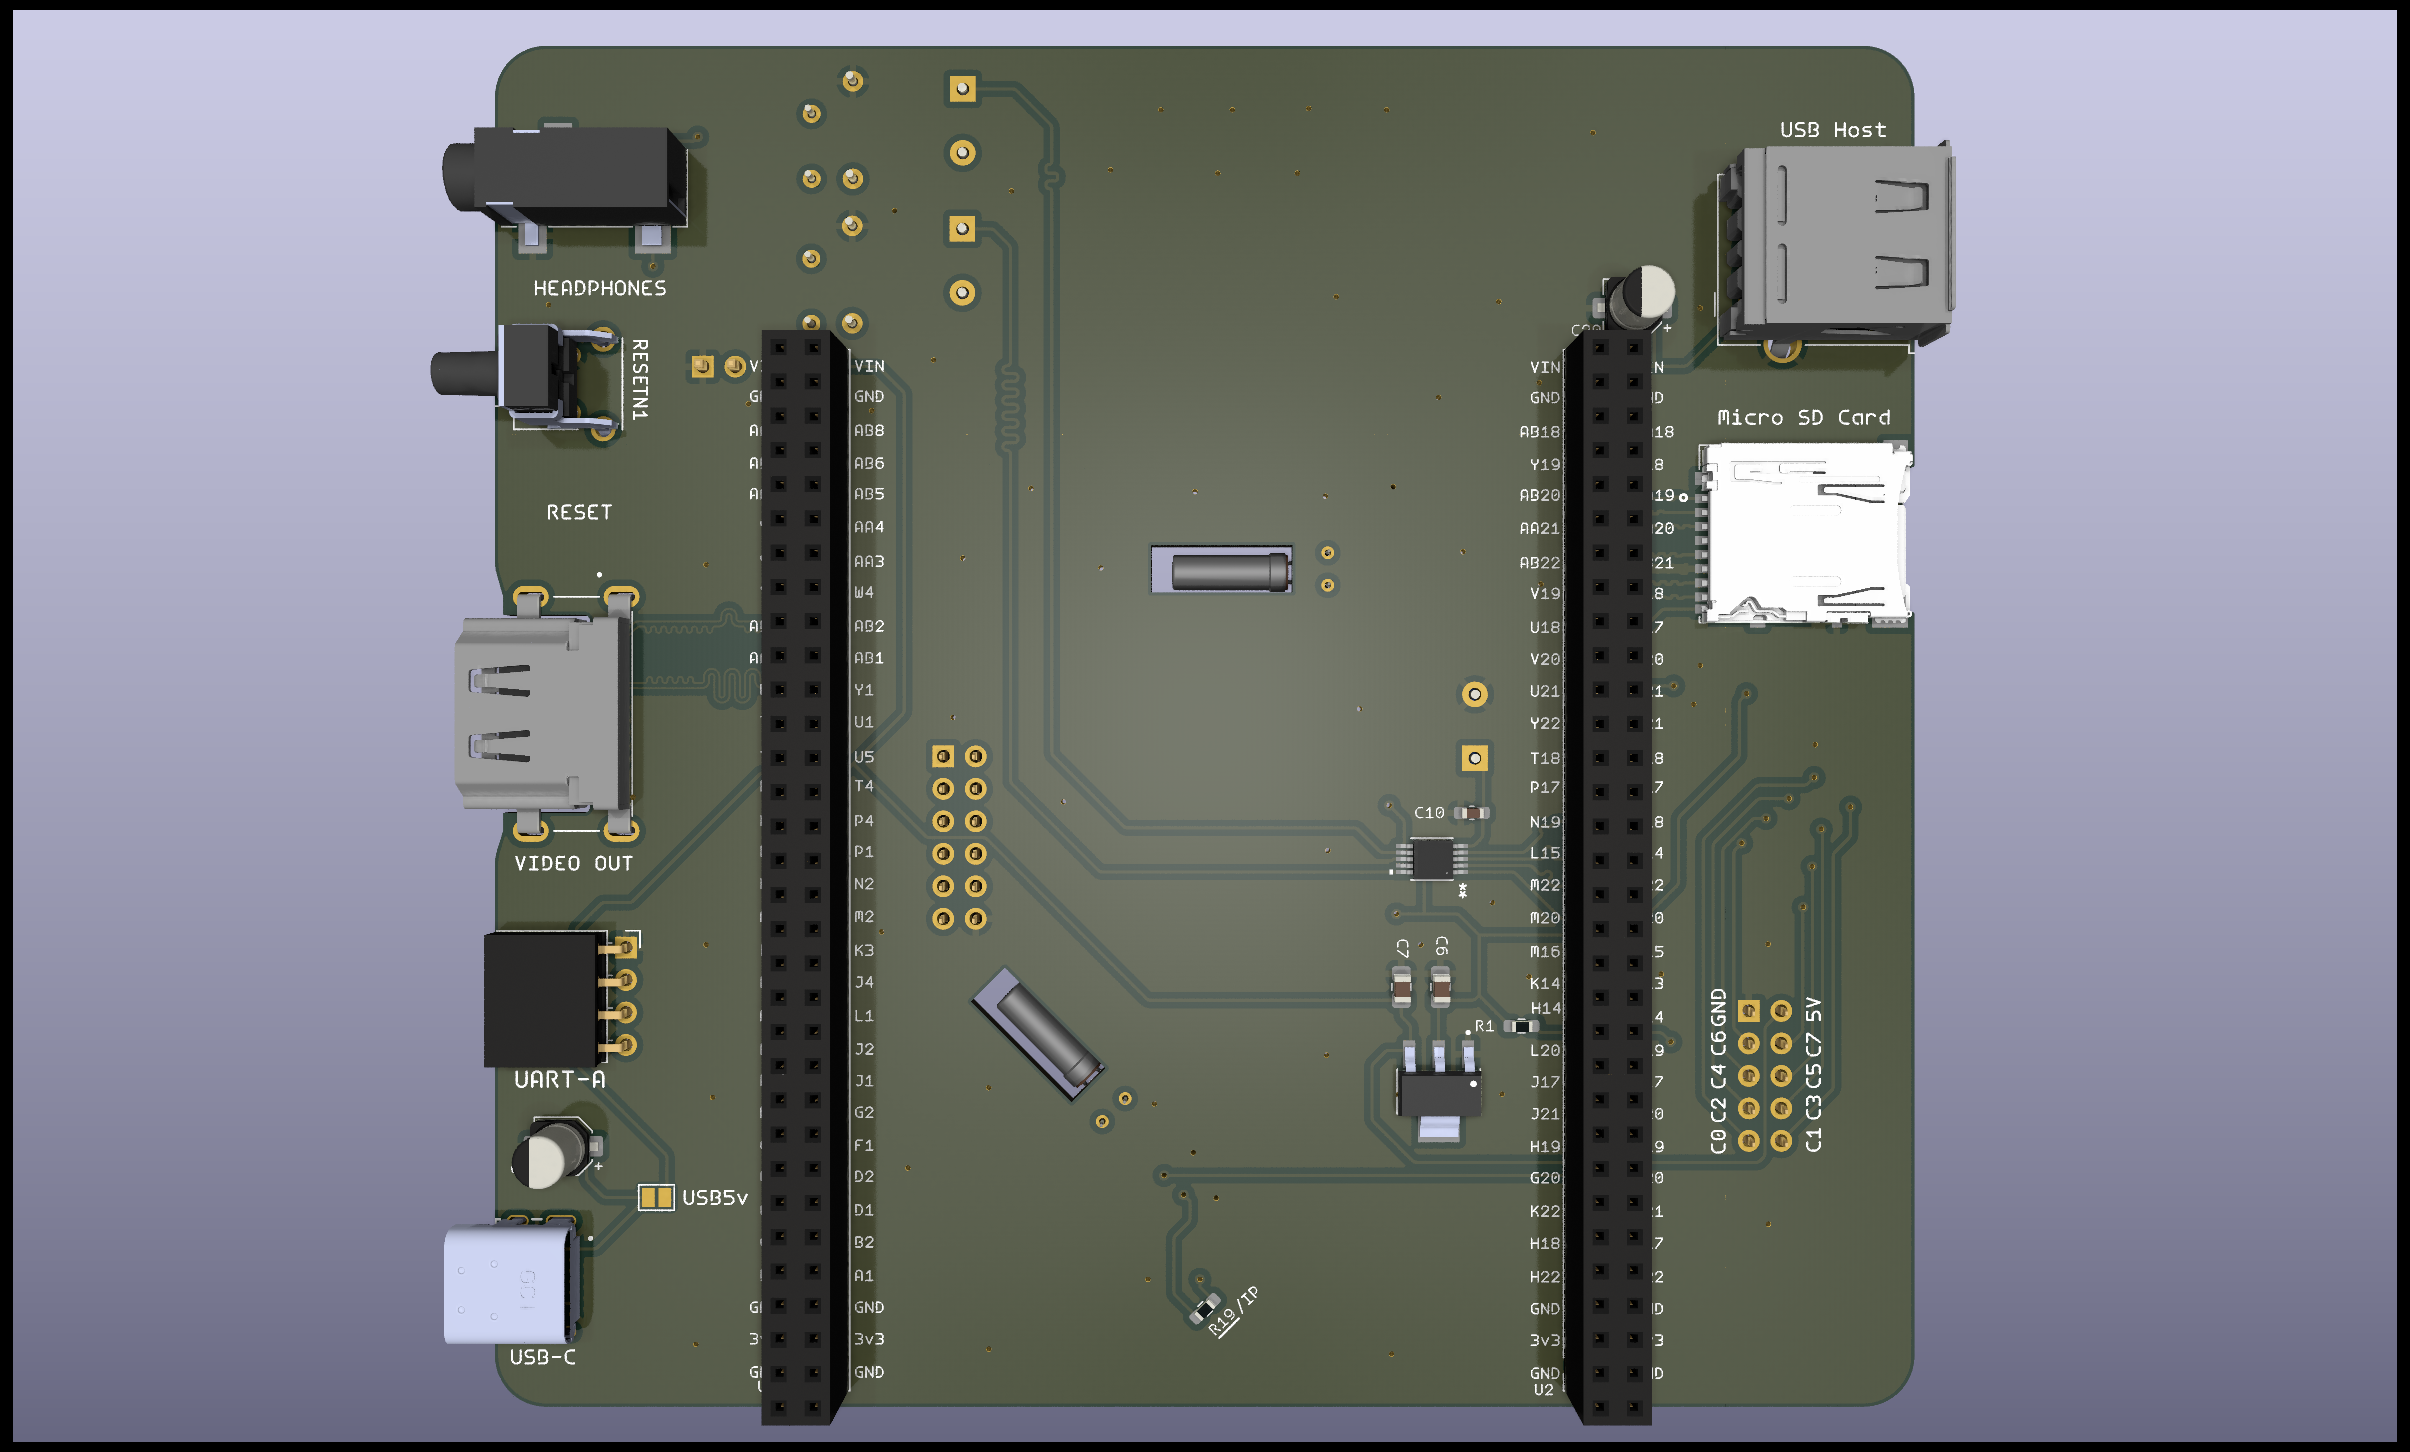 USB Host
HEADPHONES
RESETN1
VIN
GND
AB8
AB6
AB5
AA4
AA3
W4
AB2
AB1
Y1
U1
U5
T4
P4
P1
N2
M2
K3
J4
L1
J2
J1
G2
F1
D2
D1
B2
A1
GND
3v3
GND
VIN
GND
AB18
Y19
AB20
AA21
AB22
V19
U18
V20
U21
Y22
T18
P17
N19
L15
M22
M20
M16
K14
H14
L20
J17
J21
H19
G20
K22
H18
H22
GND
3v3
GND
U2
Micro SD Card
RESET
VIDEO OUT
C10
C7
C6
R1
UART-A
USB5v
USB-C
GCT
R19/IP
C0 C2 C4 C6 GND
C1 C3 C5 C7 5V